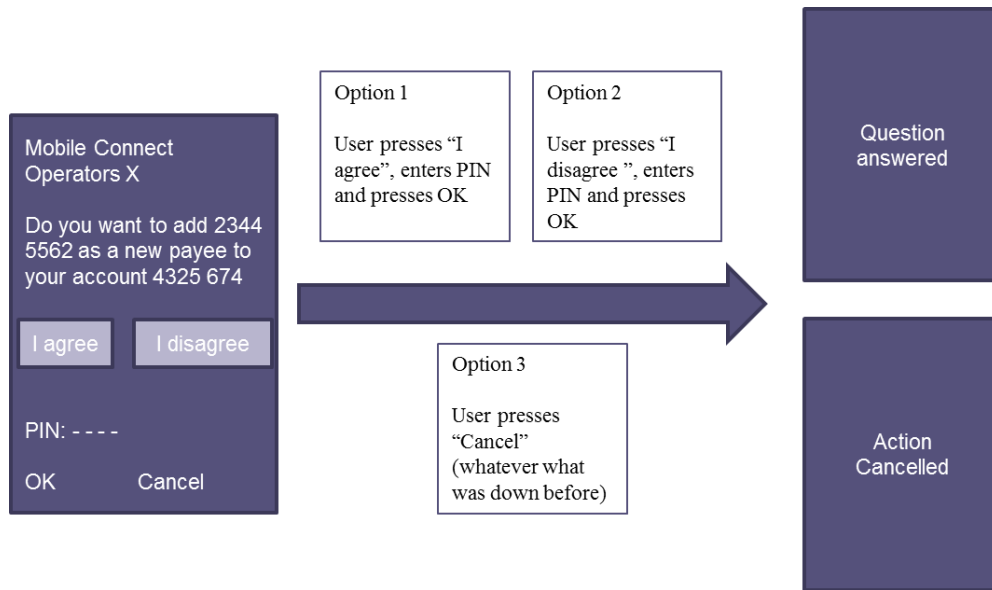 Mobile Connect
Operators X
Do you want to add 2344
5562 as a new payee to
your account 4325 674
I agree
I disagree
PIN: - - - -
OK Cancel
Option 1
User presses “I
agree”, enters PIN
and presses OK
Option 2
User presses “I
disagree ”, enters
PIN and presses
OK
Option 3
User presses
“Cancel”
(whatever what
was down before)
Question
answered
Action
Cancelled